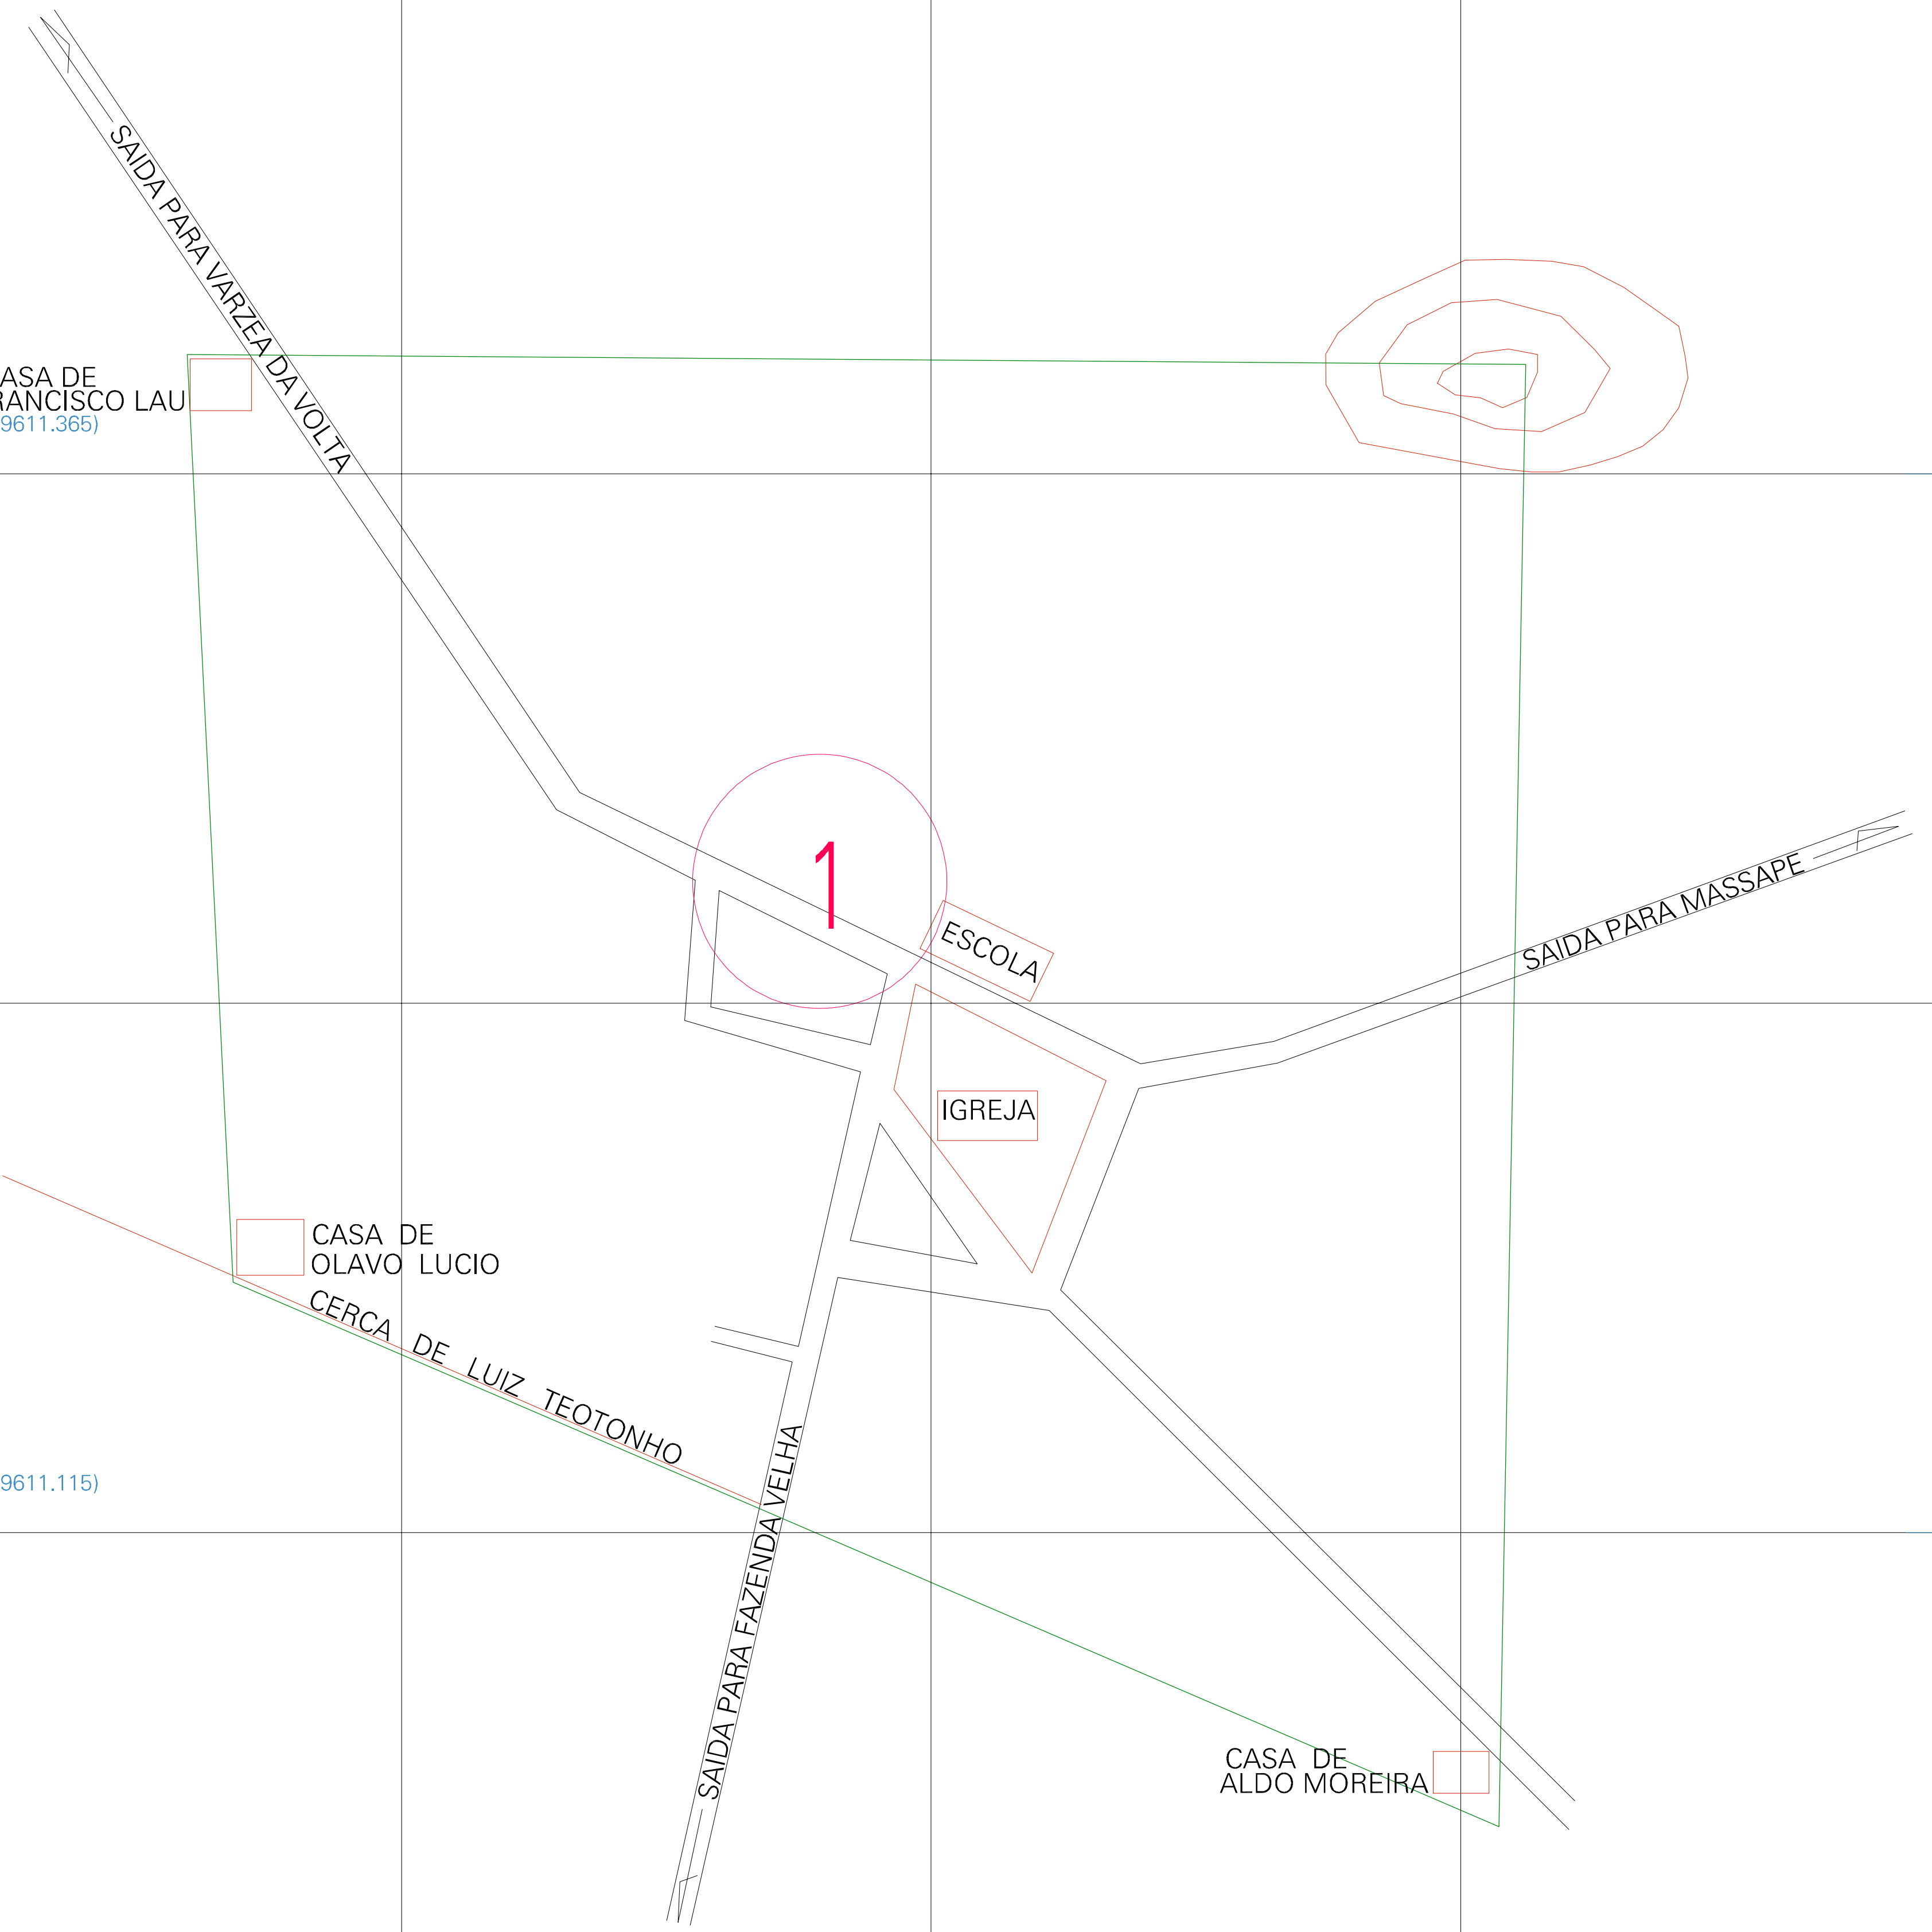 SAIDA PARA VARZEA DA VOLTA
ASA DE
RANCISCO LAU
9611.365)
1
ESCOLA
SAIDA PARA MASSAPE
IGREJA
CASA DE
OLAVO LUCIO
CERCA DE LUIZ TEOTONHO
9611.115)
SAIDA PARA FAZENDA VELHA
CASA DE
ALDO MOREIRA